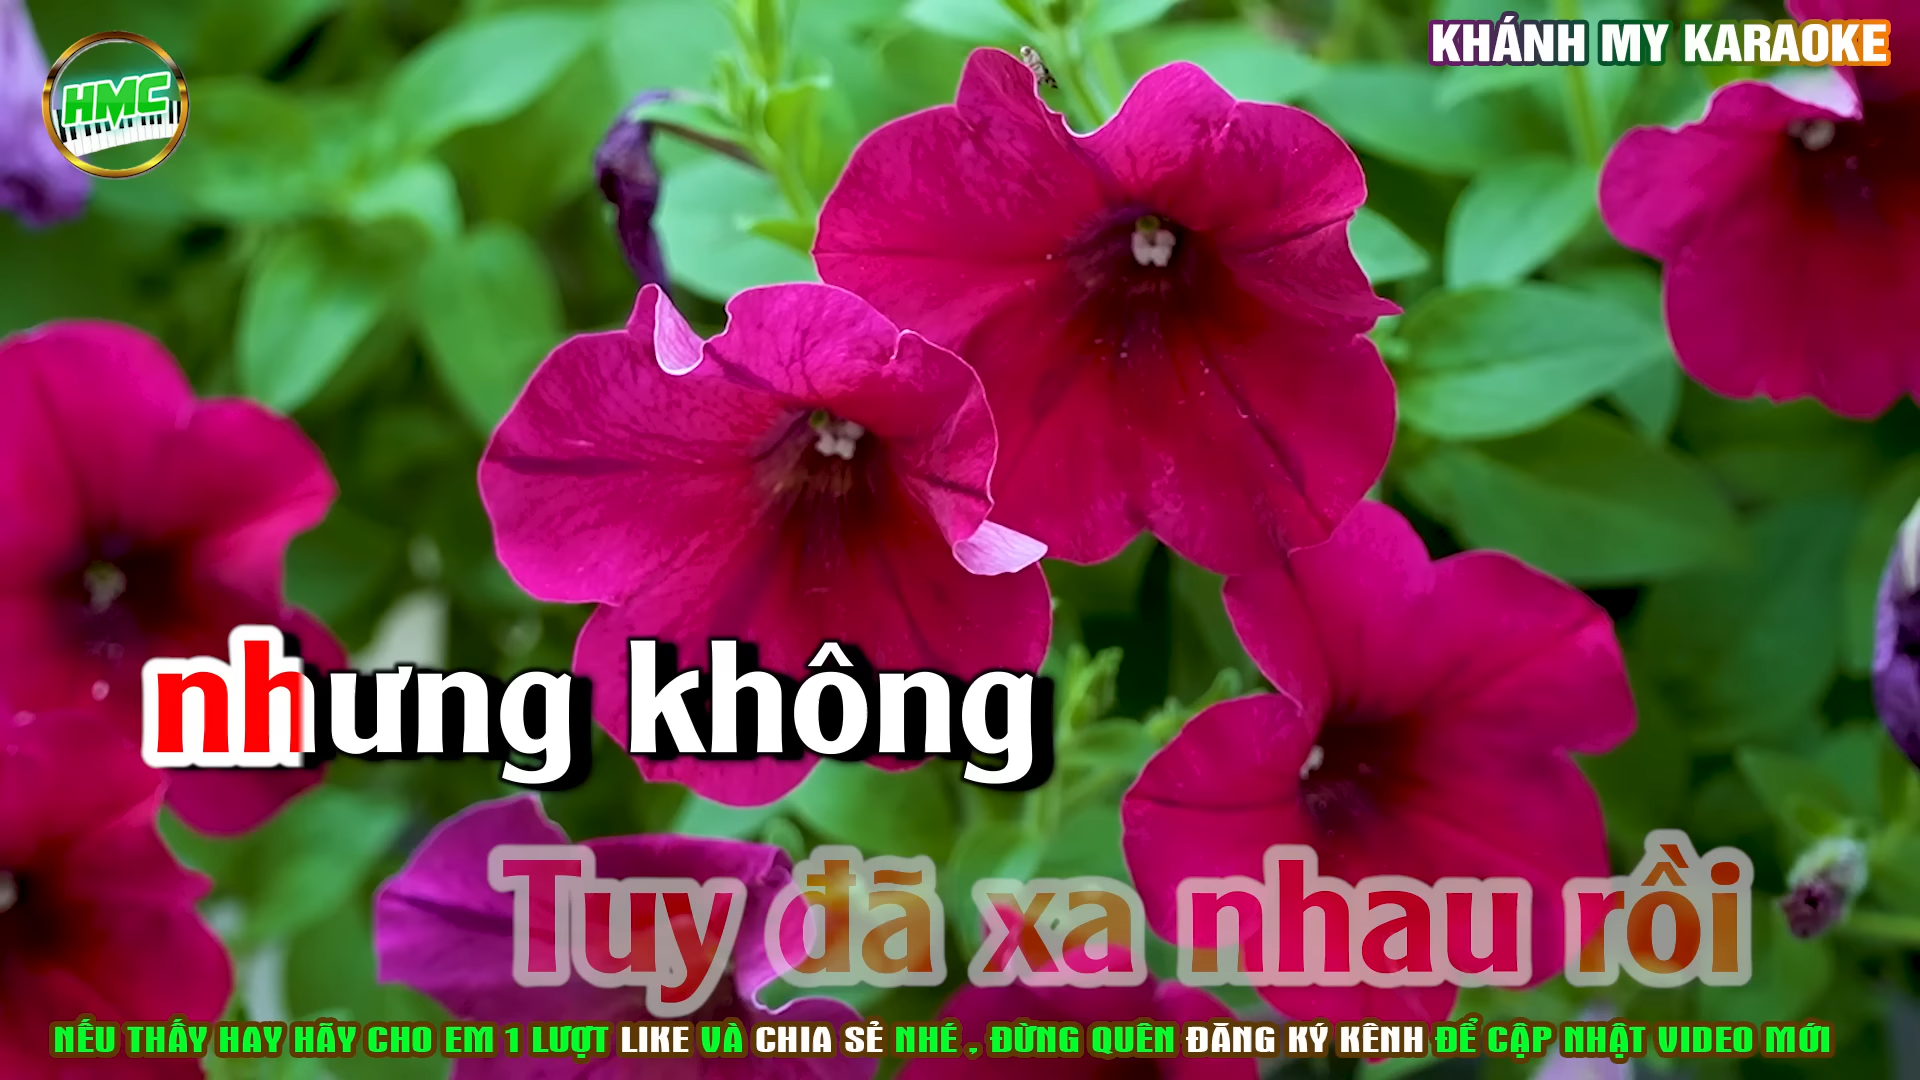 HMC
KHÁNH MY KARAOKE
nhưng không
Tuy đã xa nhau rồi
NẾU THẤY HAY HÃY CHO EM 1 LƯỢT LIKE VÀ CHIA SẺ NHÉ , ĐỪNG QUÊN ĐĂNG KÝ KÊNH ĐỂ CẬP NHẬT VIDEO MỚI